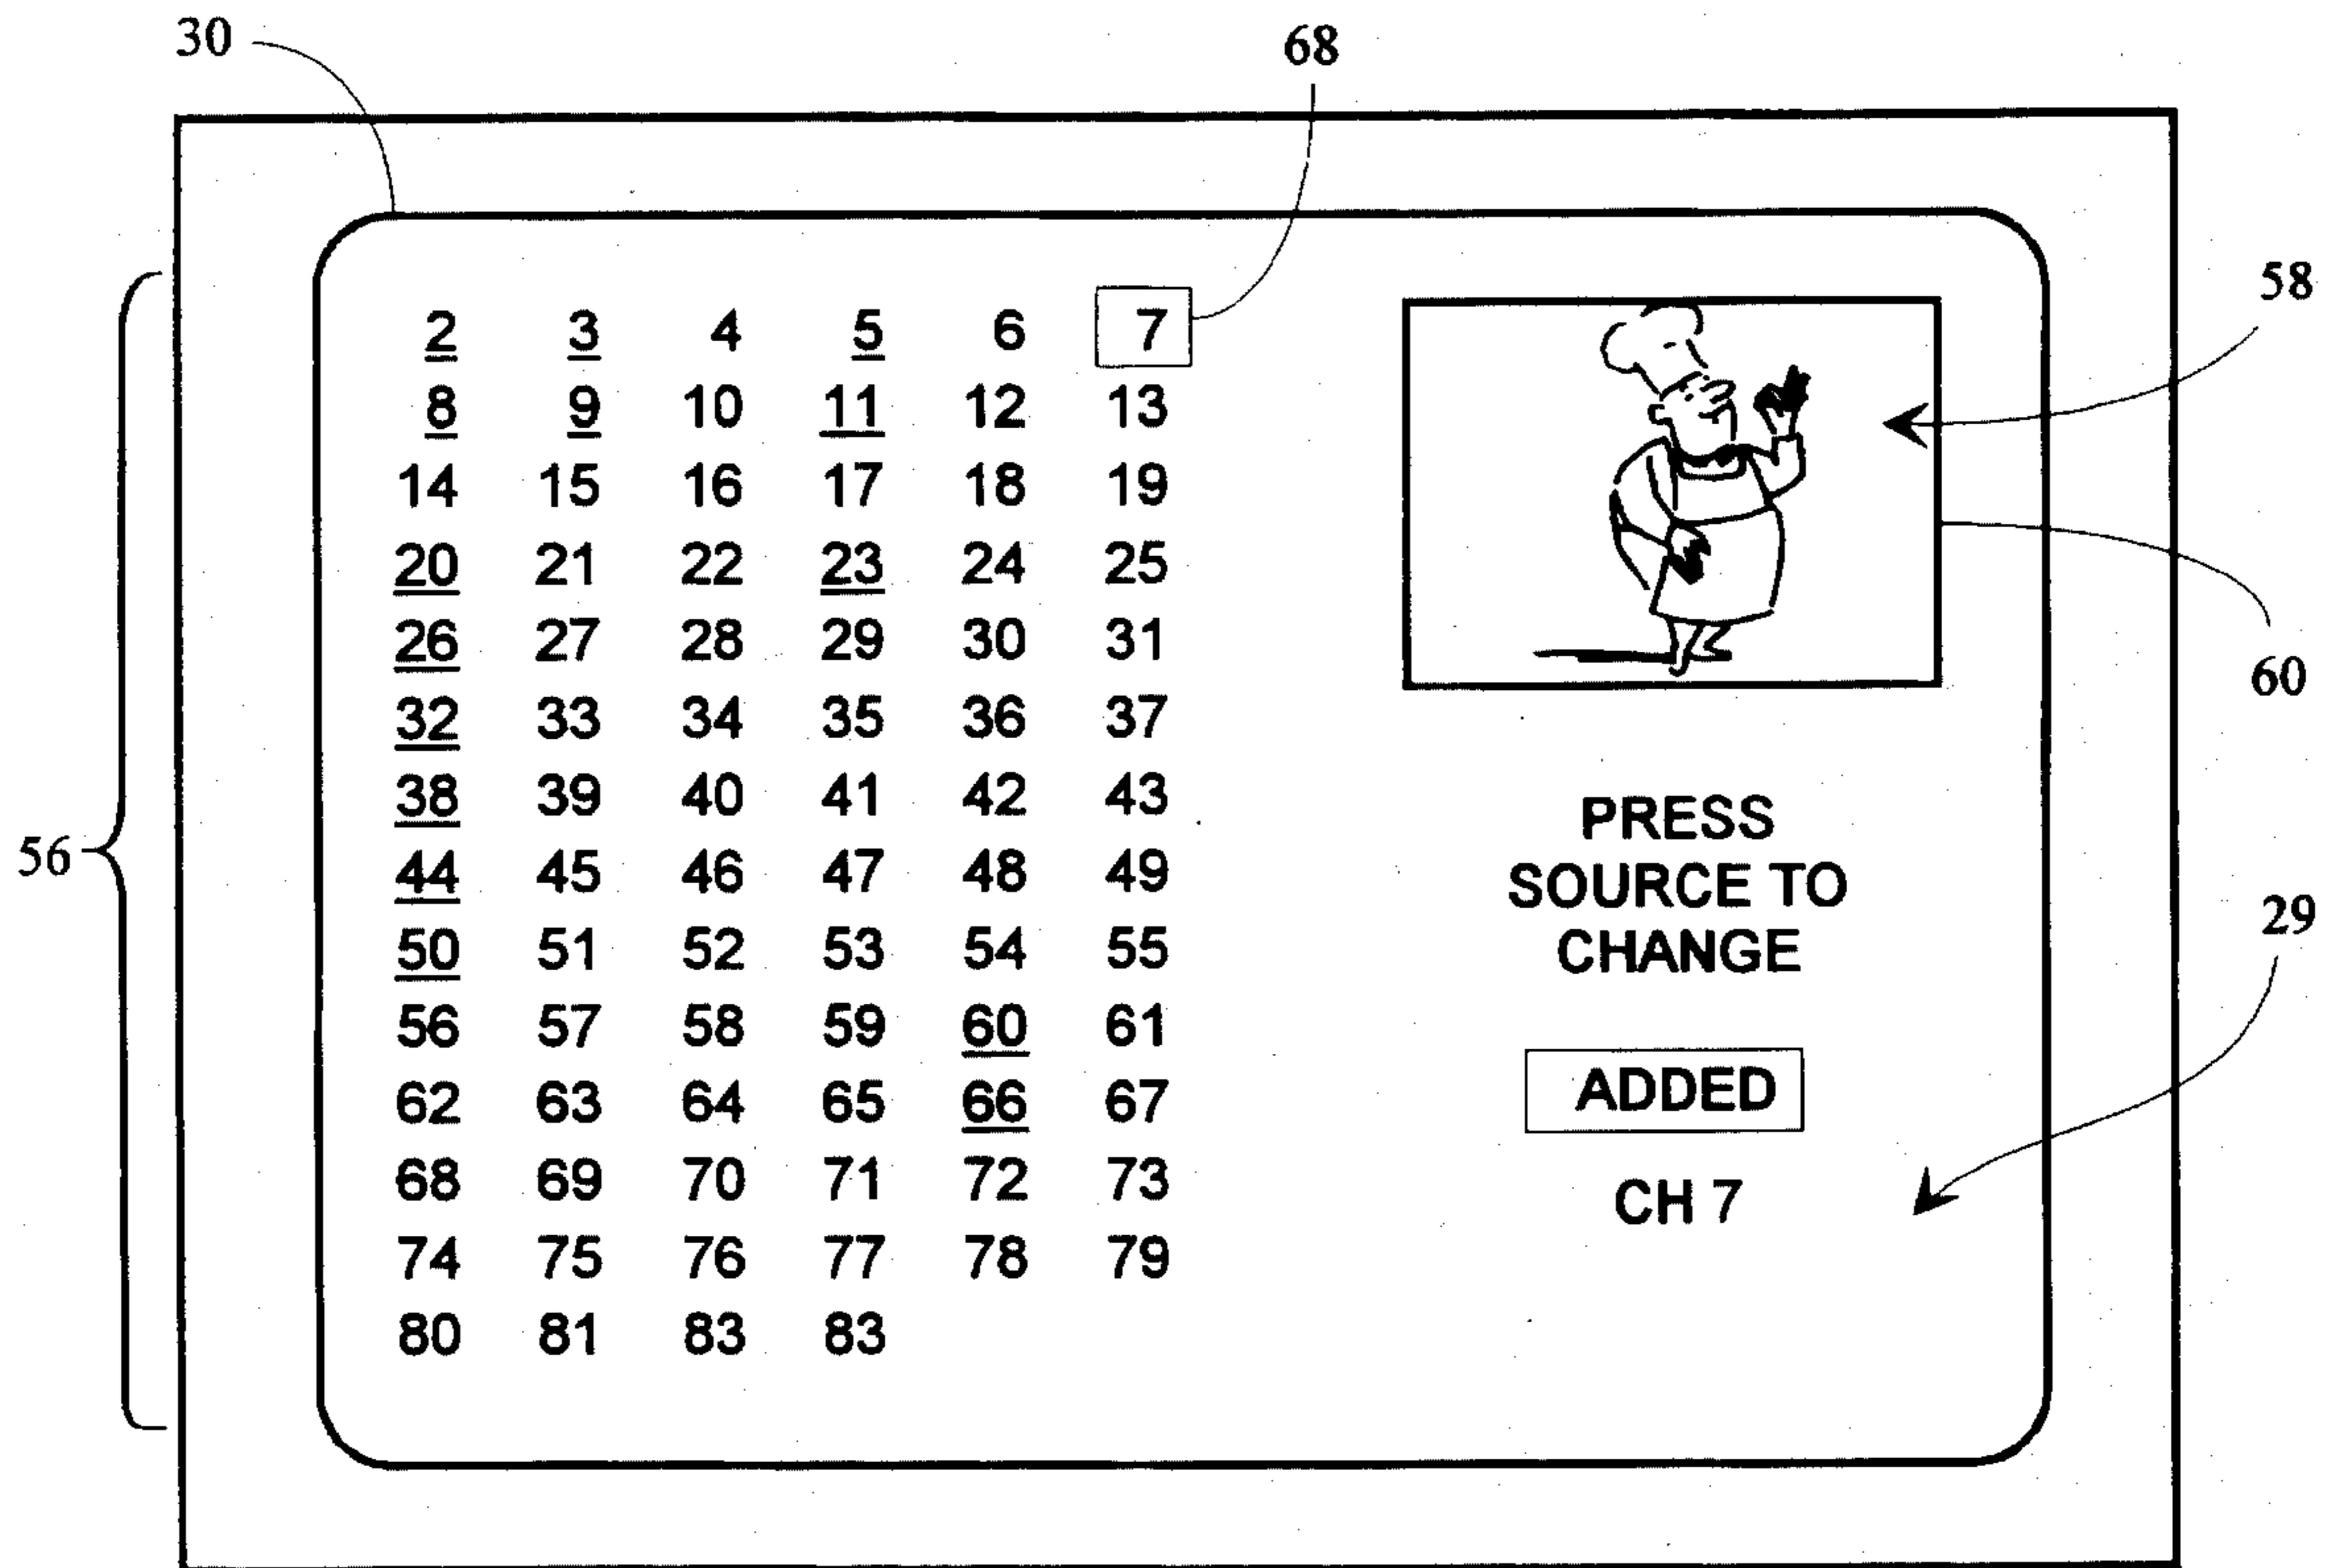 30
68
2 3 4 5 6 7
8 9 10 11 12 13
14 15 16 17 18 19
20 21 22 23 24 25
26 27 28 29 30 31
32 33 34 35 36 37
38 39 40 41 42 43
44 45 46 47 48 49
50 51 52 53 54 55
56 57 58 59 60 61
62 63 64 65 66 67
68 69 70 71 72 73
74 75 76 77 78 79
80 81 83 83
56
58
60
PRESS
SOURCE TO
CHANGE
ADDED
CH 7
29